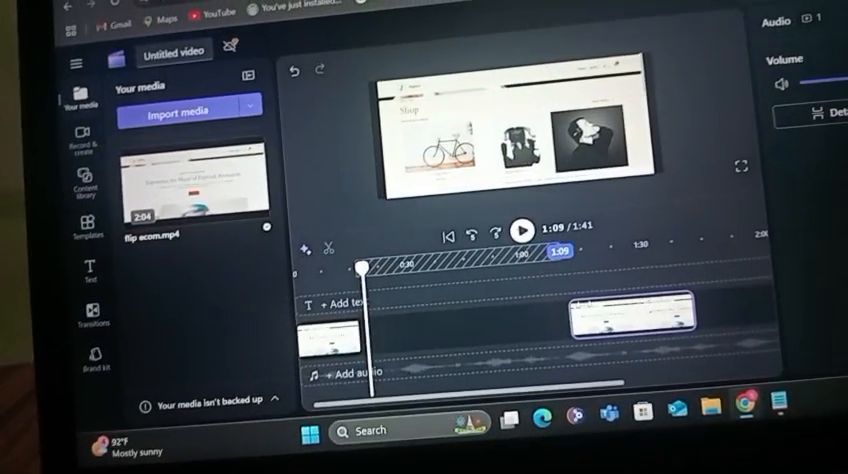 Gmail
Maps
YouTube
You've just installed...
Untitled video
Audio
1
Your media
Your media
Import media
Volume
Record &
create
Content
library
Templates
Text
Transitions
Brand kit
2:04
flip ecom.mp4
Shop
1:09 / 1:41
0:30
1:00
1:09
1:30
2:00
0
T + Add te
+ Add audio
Your media isn't backed up
92°F
Mostly sunny
Search